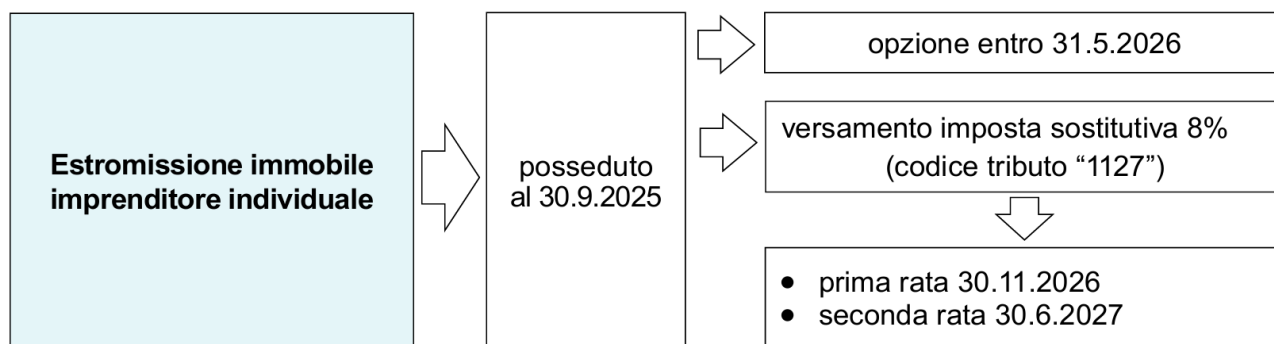 Estromissione immobile
imprenditore individuale
posseduto
al 30.9.2025
opzione entro 31.5.2026
versamento imposta sostitutiva 8%
(codice tributo “1127”)
• prima rata 30.11.2026
• seconda rata 30.6.2027